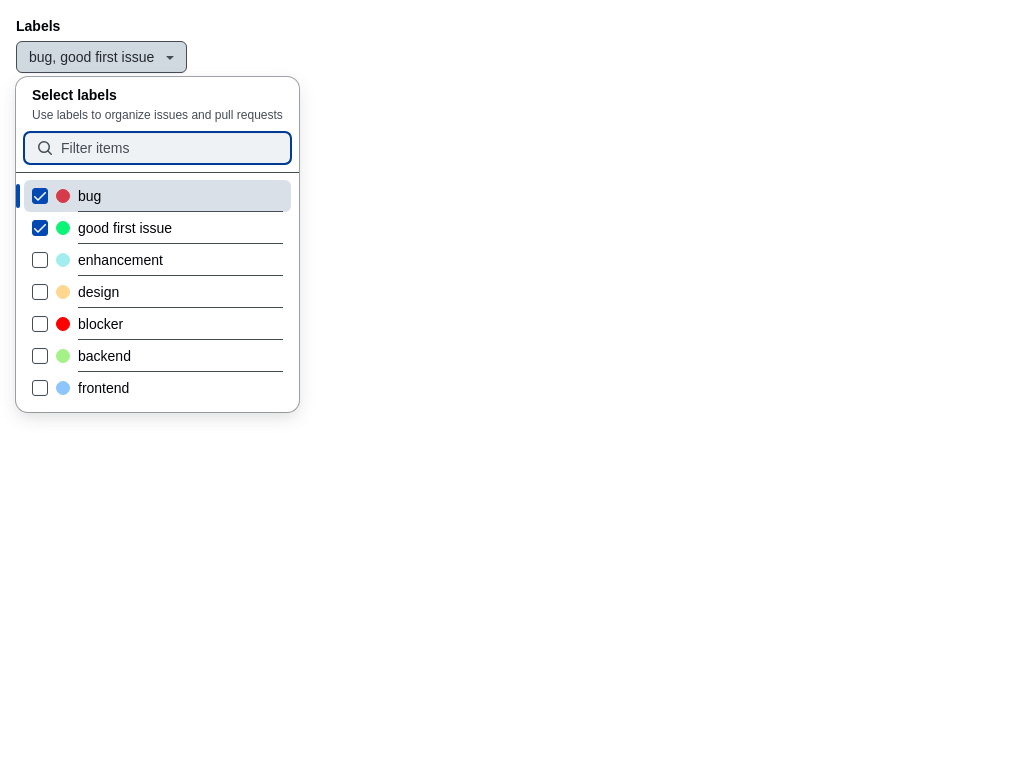 Labels
bug, good first issue
Select labels
Use labels to organize issues and pull requests
Filter items
bug
good first issue
enhancement
design
blocker
backend
frontend